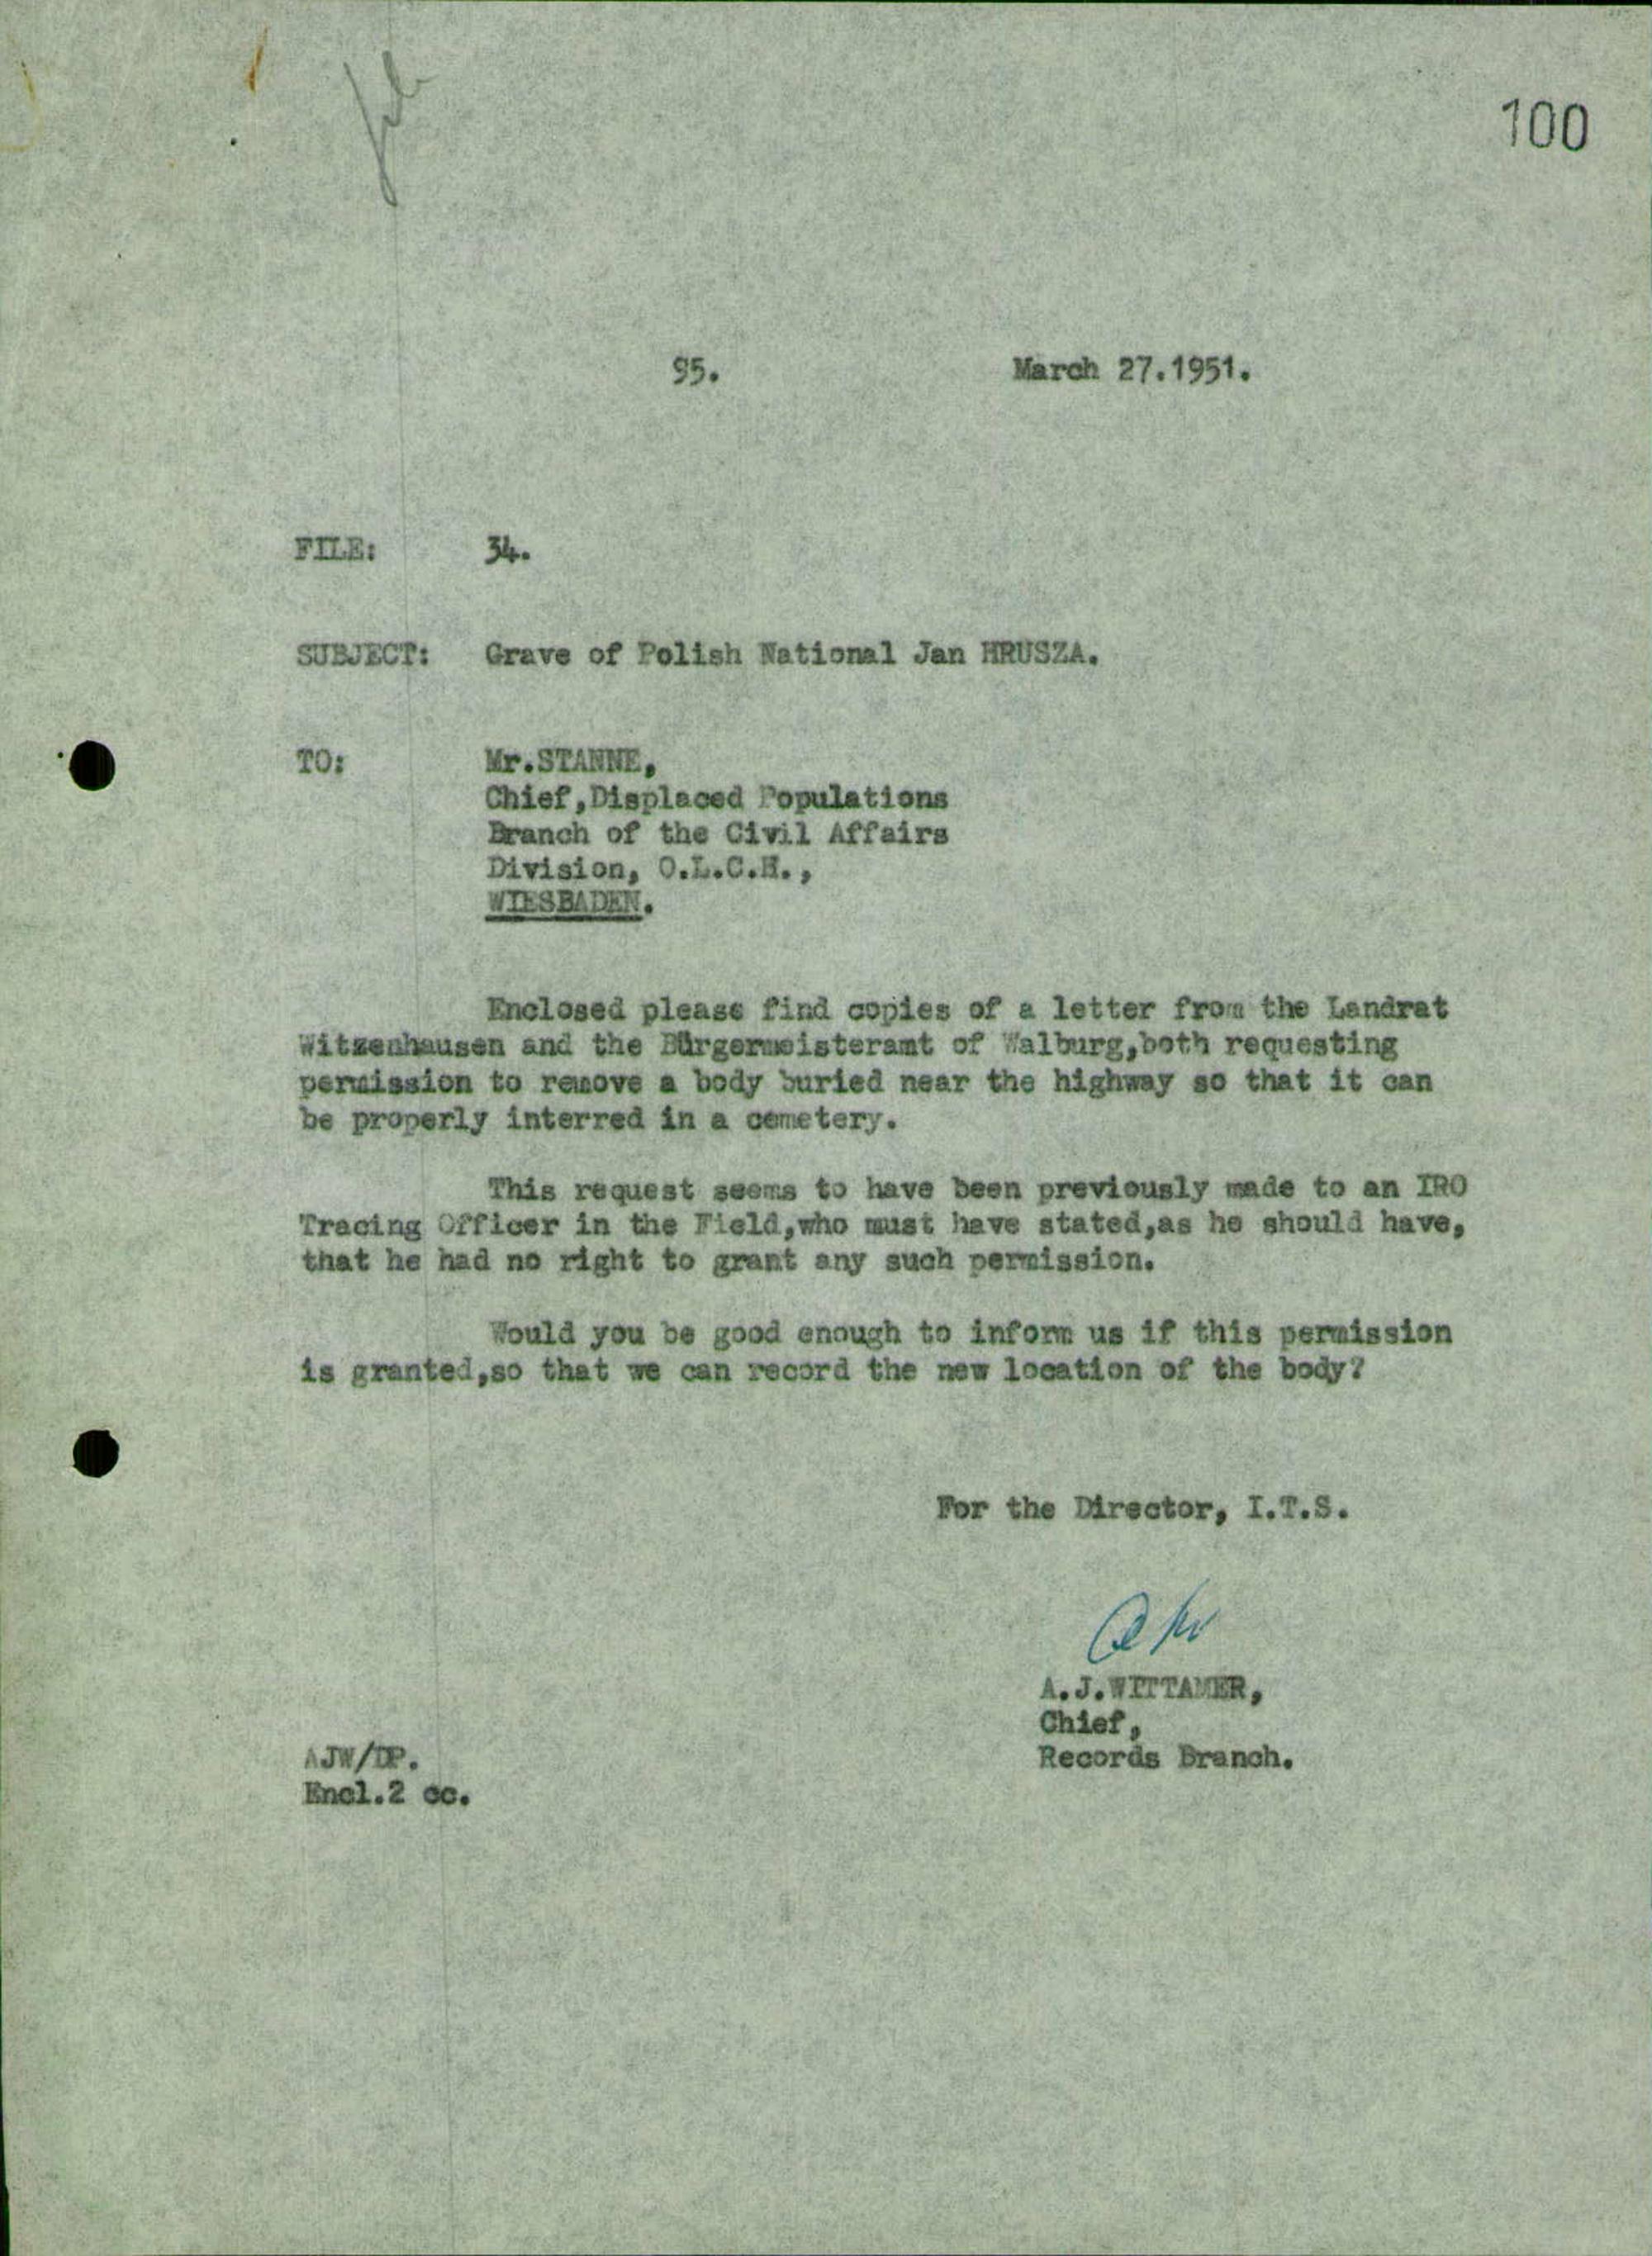 file
100
95. March 27.1951.
FILE: 34.
SUBJECT: Grave of Polish National Jan HRUSZA.
TO: Mr.STANNE,
Chief,Displaced Populations
Branch of the Civil Affairs
Division, O.L.C.H.,
WIESBADEN.
Enclosed please find copies of a letter from the Landrat
Witzenhausen and the Bürgermeisteramt of Walburg,both requesting
permission to remove a body buried near the highway so that it can
be properly interred in a cemetery.
This request seems to have been previously made to an IRO
Tracing Officer in the Field,who must have stated,as he should have,
that he had no right to grant any such permission.
Would you be good enough to inform us if this permission
is granted,so that we can record the new location of the body?
For the Director, I.T.S.
A.J.WITTAMER,
Chief,
Records Branch.
AJW/DP.
Encl.2 cc.